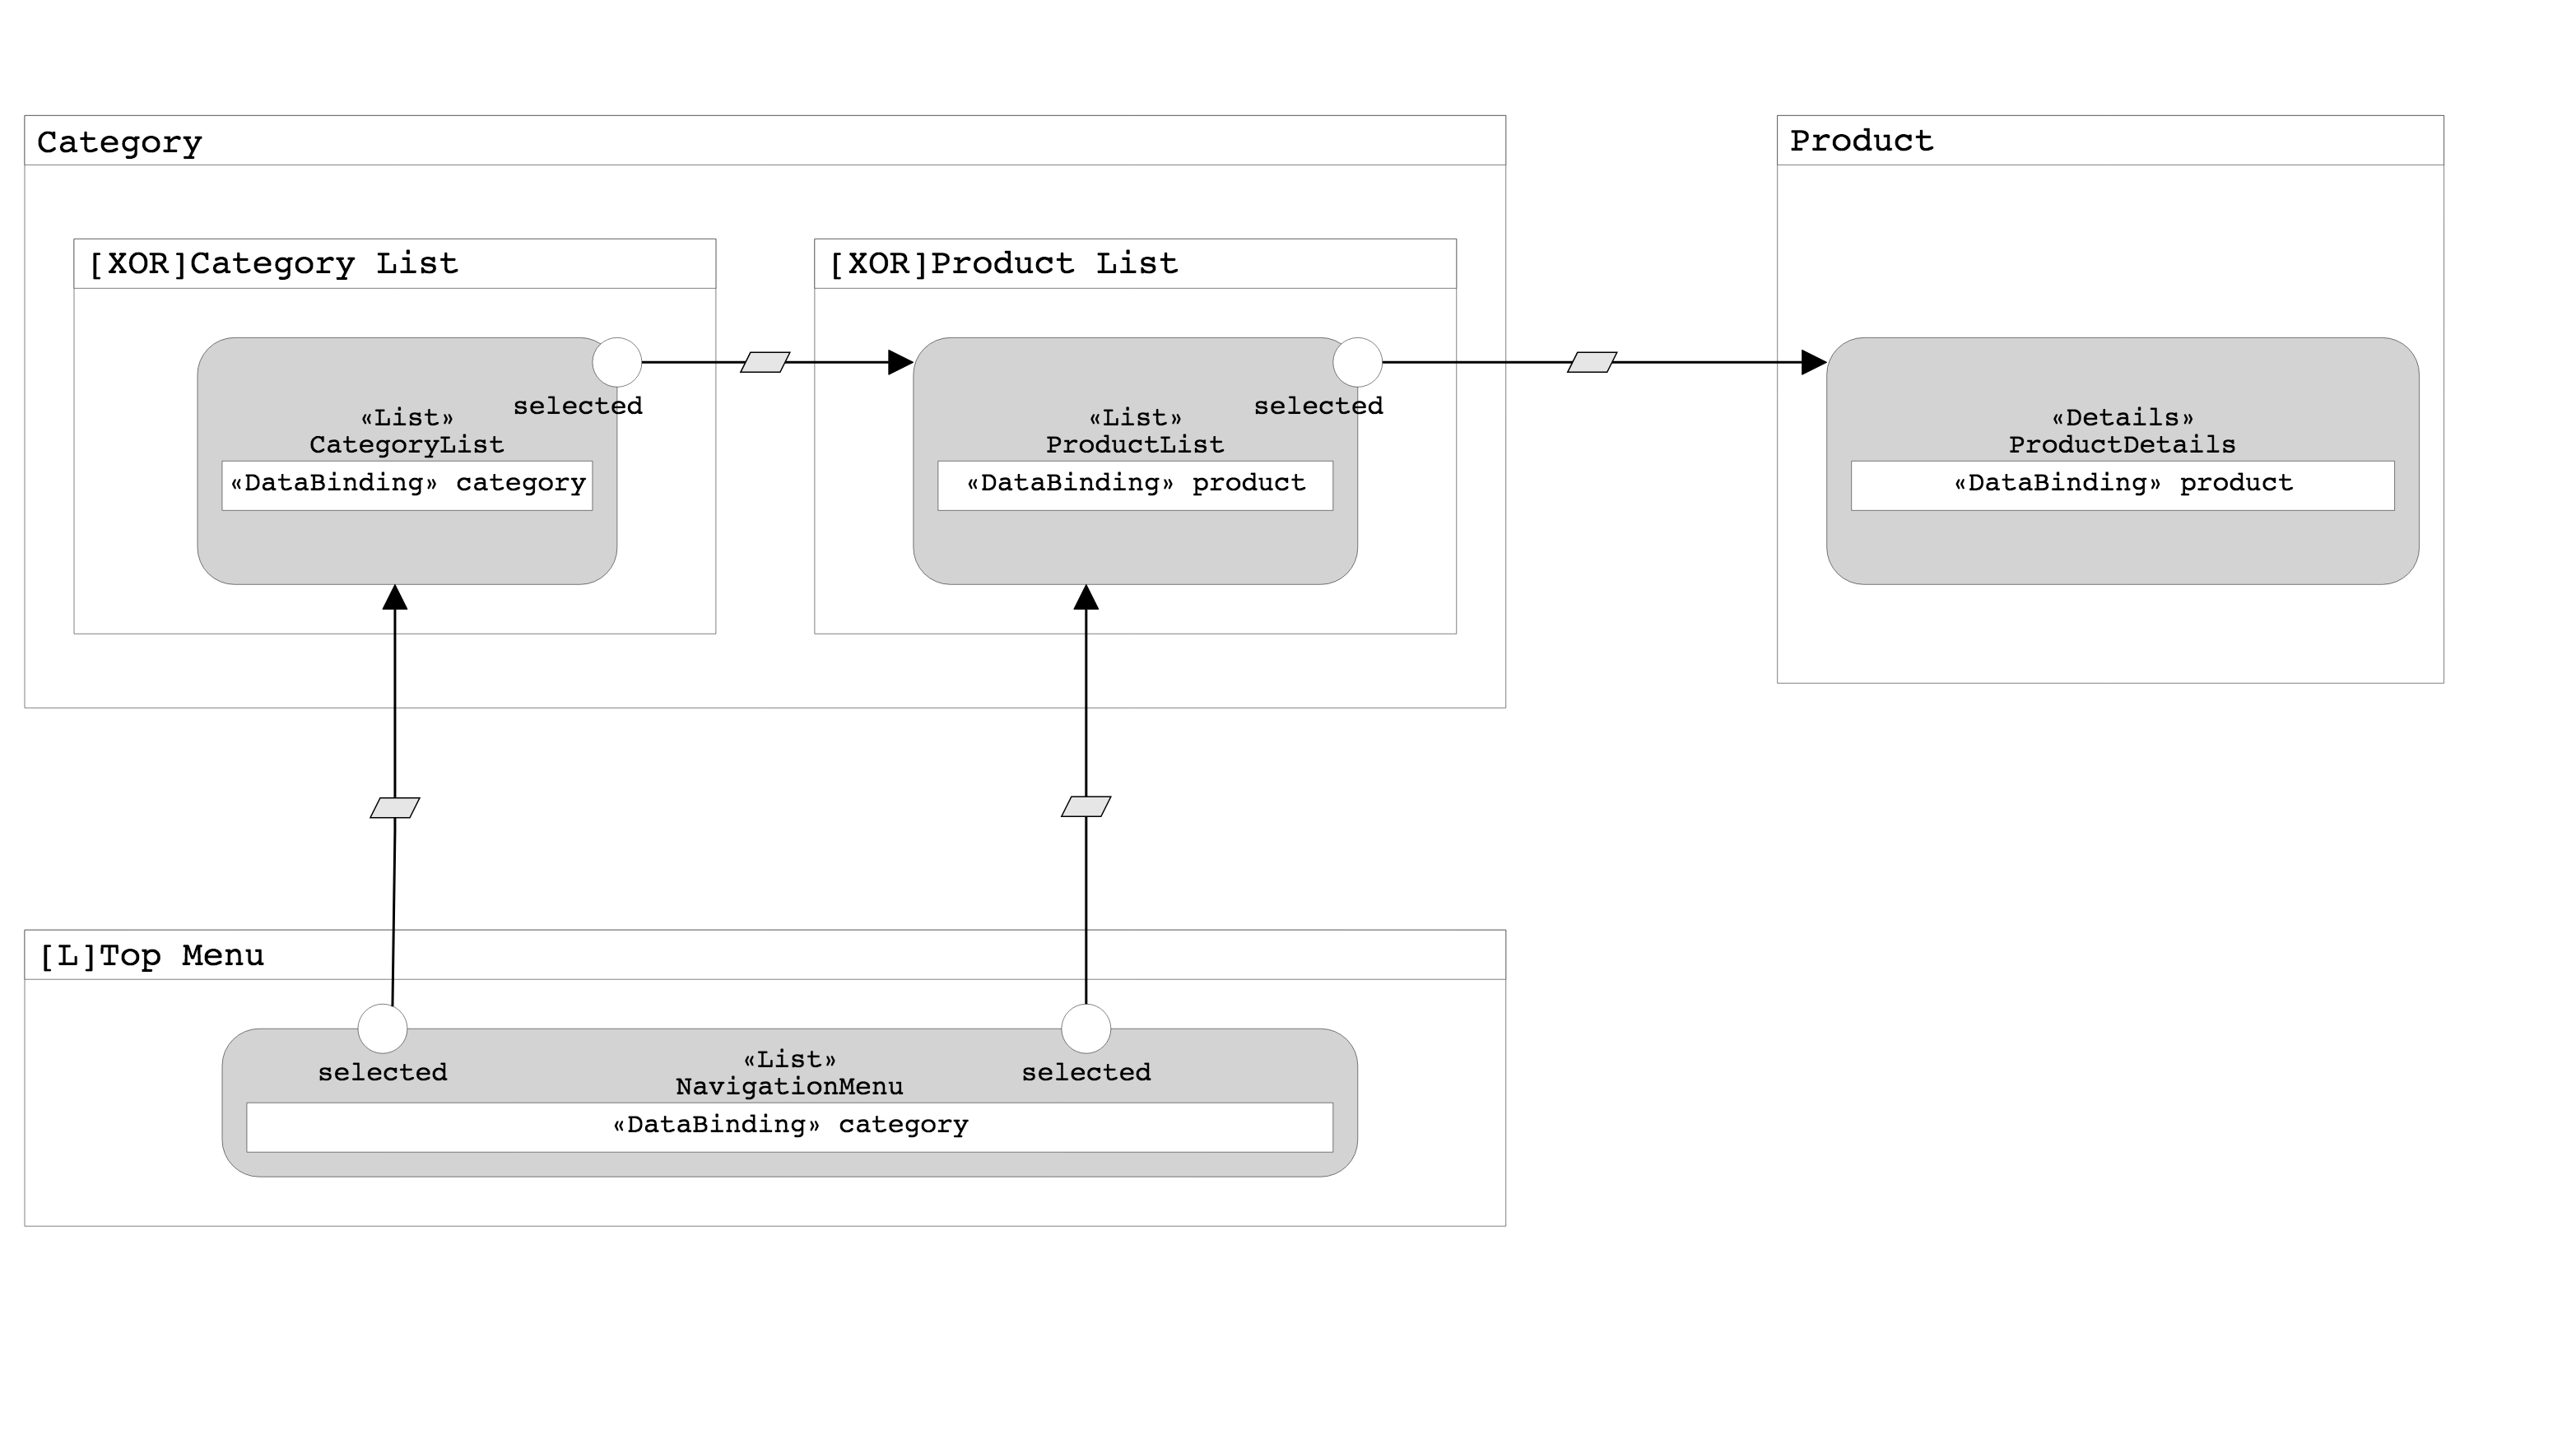 Category
Product
[XOR]Category List
[XOR]Product List
selected
«List»
CategoryList
«DataBinding» category
selected
«List»
ProductList
«DataBinding» product
«Details»
ProductDetails
«DataBinding» product
[L]Top Menu
selected
«List»
NavigationMenu
selected
«DataBinding» category